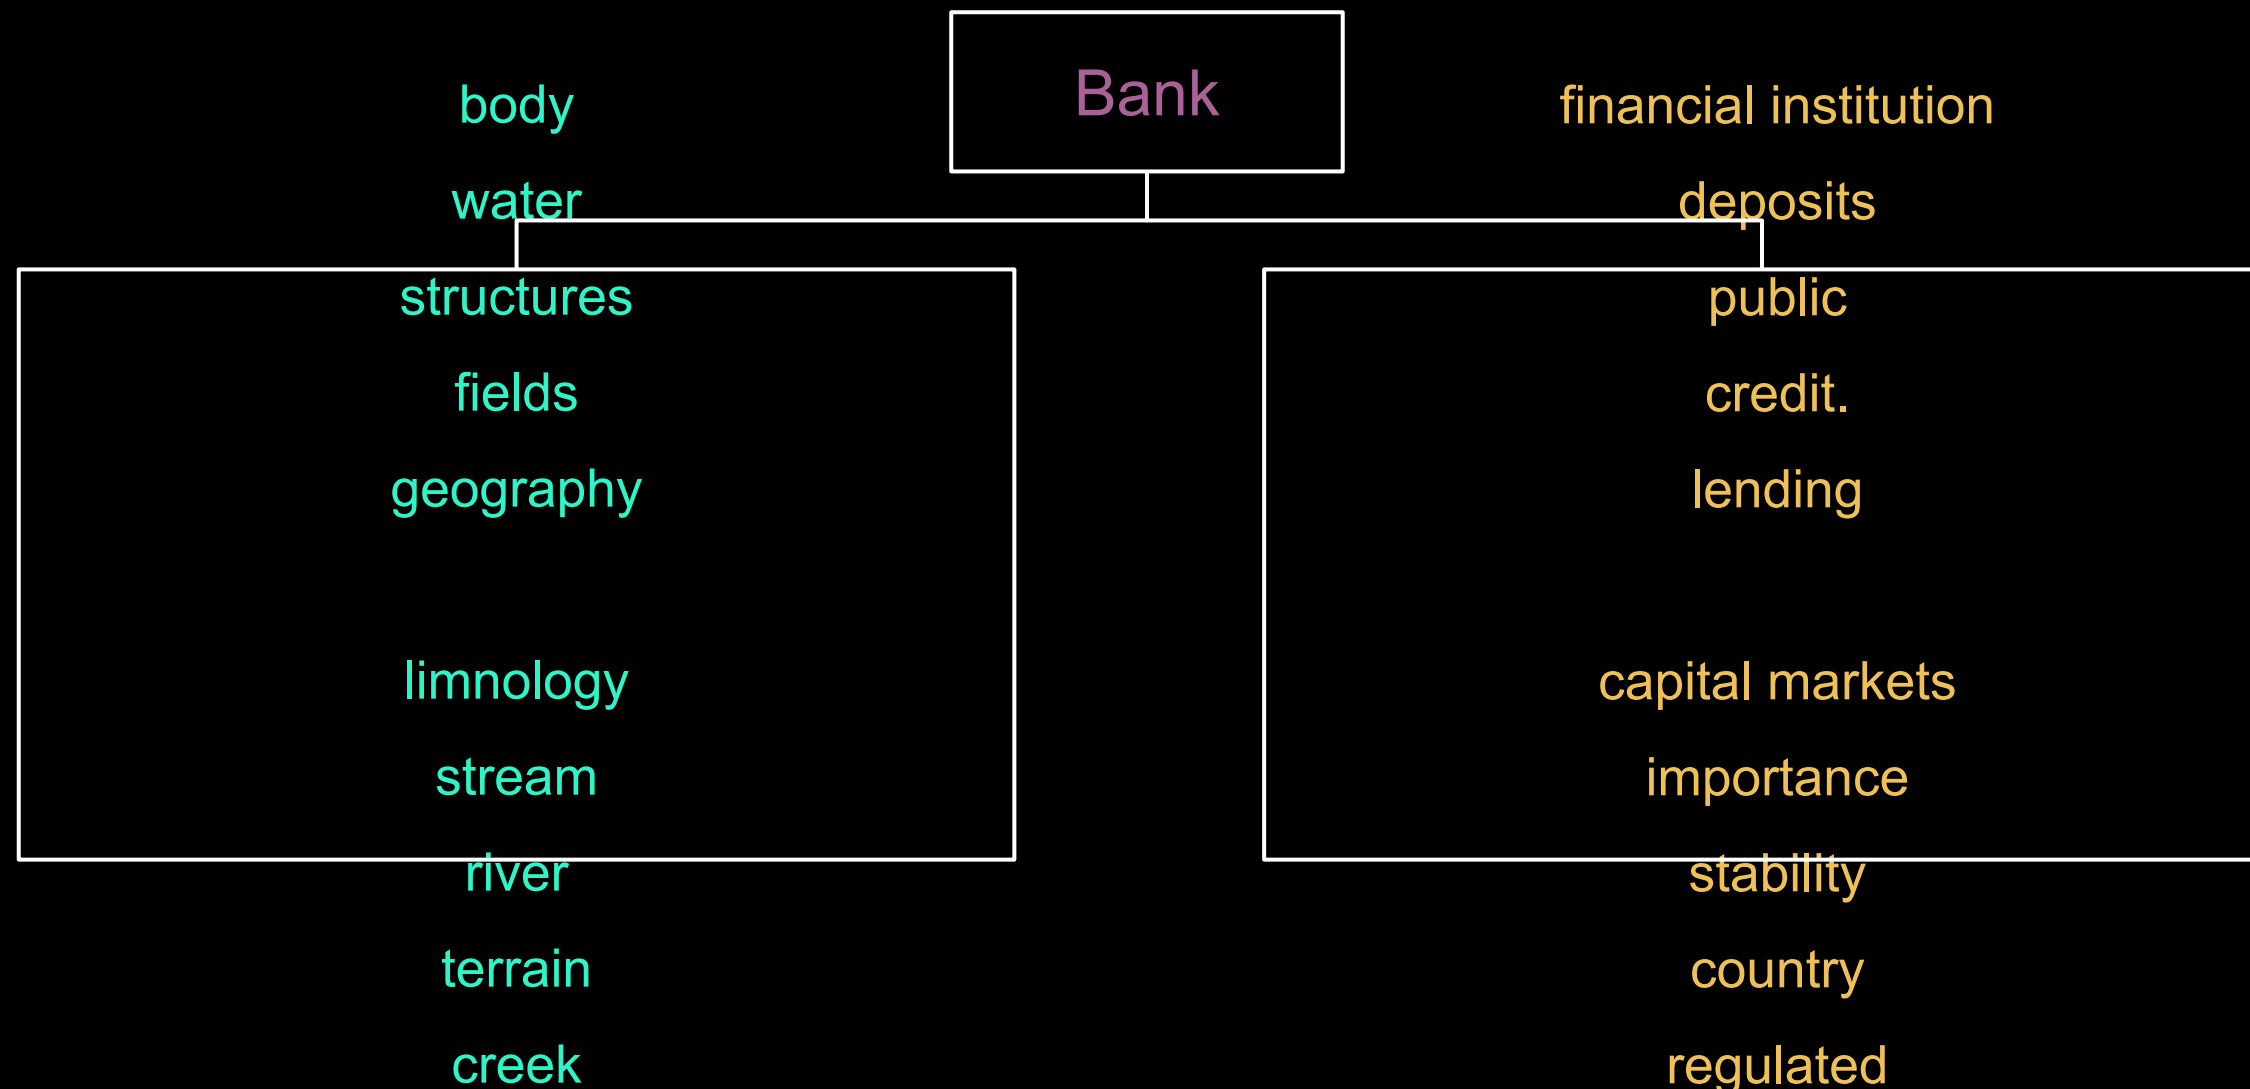 Bank
body
water
structures
fields
geography
limnology
stream
river
terrain
creek
financial institution
deposits
public
credit.
lending
capital markets
importance
stability
country
regulated